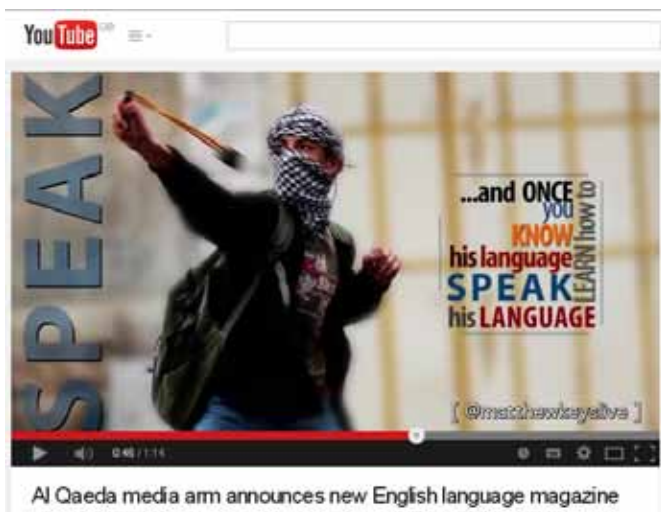 YouTube
SPEAK
...and ONCE
you
KNOW
his language
LEARN how to
SPEAK
his LANGUAGE
[ @matthewkeyslive ]
0:46 / 1:14
Al Qaeda media arm announces new English language magazine